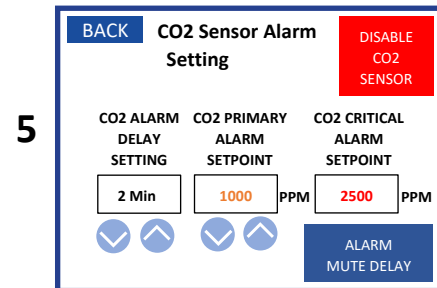 BACK
CO2 Sensor Alarm
Setting
DISABLE
CO2
SENSOR
5
CO2 ALARM
DELAY
SETTING
CO2 PRIMARY
ALARM
SETPOINT
CO2 CRITICAL
ALARM
SETPOINT
2 Min
1000
PPM
2500
PPM
ALARM
MUTE DELAY